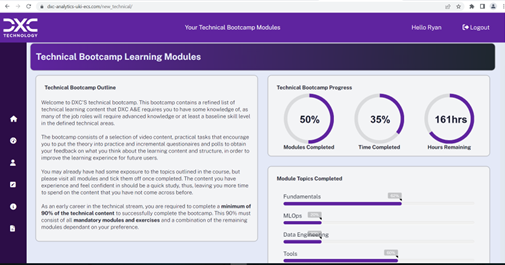 dxc-analytics-uki-ecs.com/new_technical/
DXC
TECHNOLOGY
Your Technical Bootcamp Modules
Hello Ryan
Logout
Technical Bootcamp Learning Modules
Technical Bootcamp Outline
Welcome to DXC'S technical bootcamp. This bootcamp contains a refined list of
technical learning content that DXC A&E requires you to have some knowledge of, as
many of the job roles will require advanced knowledge or at least a baseline skill level
in the defined technical areas.
The bootcamp consists of a selection of video content, practical tasks that encourage
you to put the theory into practice and incremental questionaires and polls to obtain
your feedback on what you think about the learning content and structure, in order to
improve the learning experince for future users.
You may already have had some exposure to the topics outlined in the course, but
please visit all modules and tick them off once completed. The content you have
experience and feel confident in should be a quick study, thus, leaving you more time
to spend on the content that you have not come across before.
As an early career in the technical stream, you are required to complete a minimum of
90% of the technical content to successfully complete the bootcamp. This 90% must
consist of all mandatory modules and exercises and a combination of the remaining
modules dependant on your preference.
Technical Bootcamp Progress
50%
Modules Completed
35%
Time Completed
161hrs
Hours Remaining
Module Topics Completed
Fundamentals
MLOps
Data Engineering
Tools